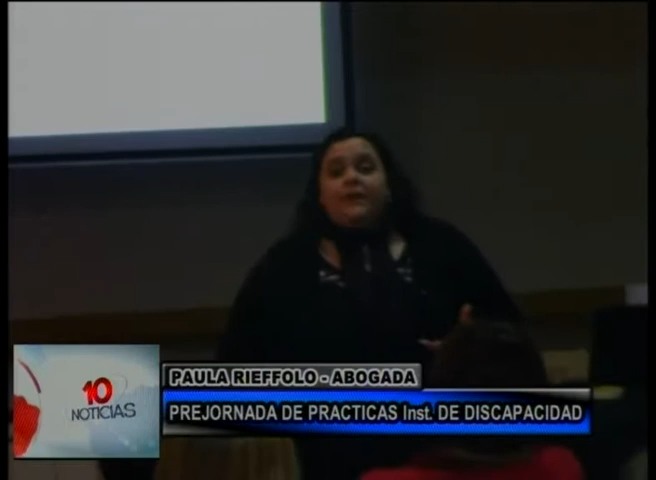 10
NOTICIAS
PAULA RIEFFOLO - ABOGADA
PREJORNADA DE PRACTICAS Inst. DE DISCAPACIDAD